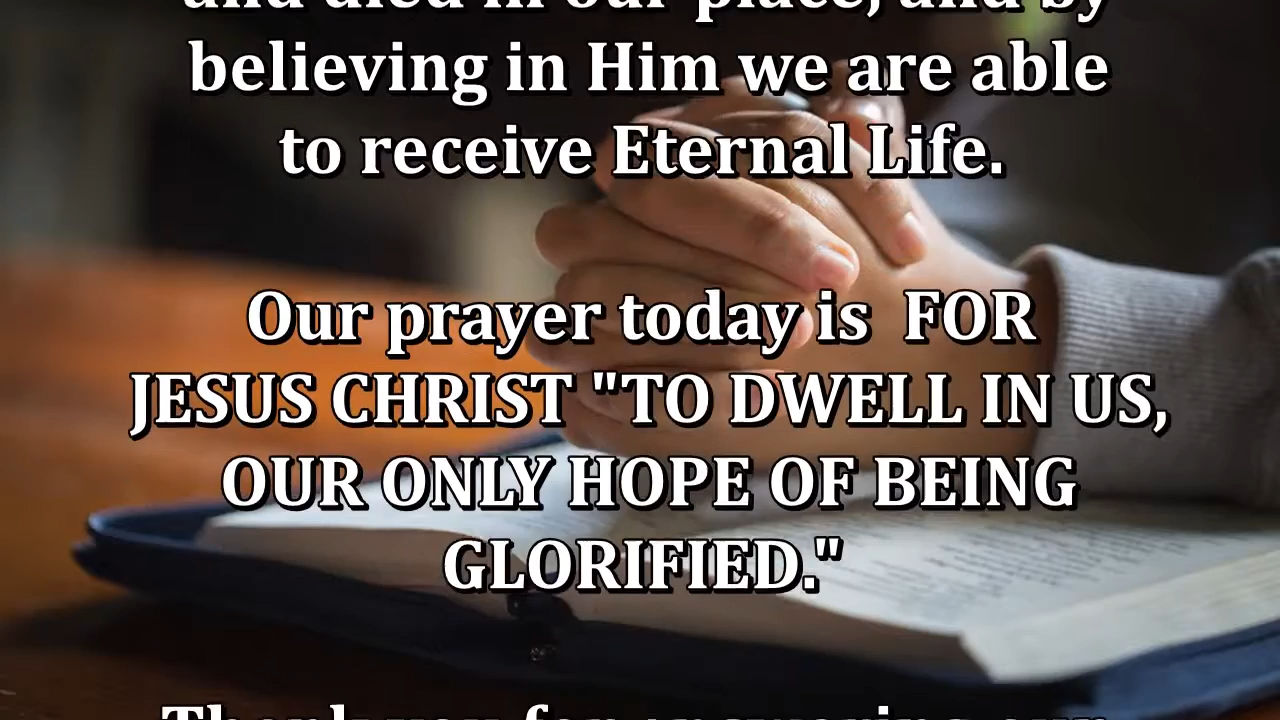 and died in our place, and by
believing in Him we are able
to receive Eternal Life.
Our prayer today is  FOR
JESUS CHRIST "TO DWELL IN US,
OUR ONLY HOPE OF BEING
GLORIFIED."
Thank you for answering our